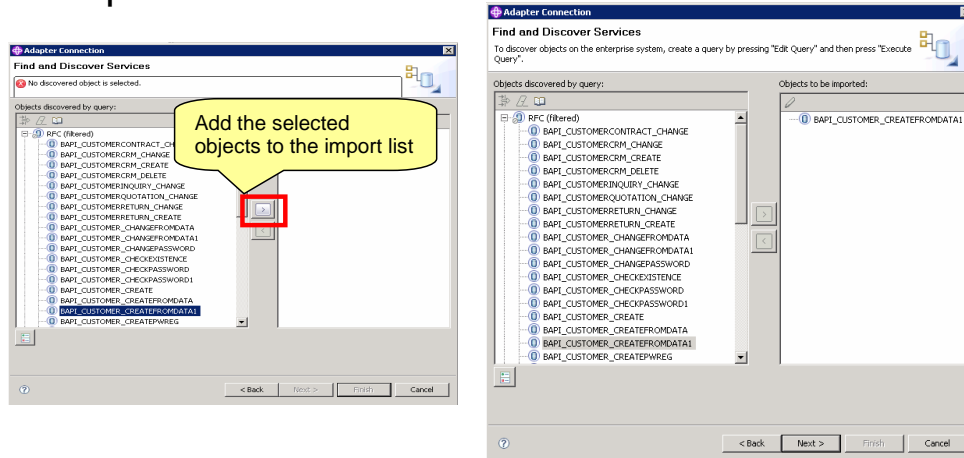 Adapter Connection
Find and Discover Services
No discovered object is selected.
Objects discovered by query:
RFC (filtered)
BAPI_CUSTOMERCONTRACT_CH
BAPI_CUSTOMERCRM_CHANGE
BAPI_CUSTOMERCRM_CREATE
BAPI_CUSTOMERCRM_DELETE
BAPI_CUSTOMERINQUIRY_CHANGE
BAPI_CUSTOMERQUOTATION_CHANGE
BAPI_CUSTOMERRETURN_CHANGE
BAPI_CUSTOMERRETURN_CREATE
BAPI_CUSTOMER_CHANGEFROMDATA
BAPI_CUSTOMER_CHANGEFROMDATA1
BAPI_CUSTOMER_CHANGEPASSWORD
BAPI_CUSTOMER_CHECKEXISTENCE
BAPI_CUSTOMER_CHECKPASSWORD
BAPI_CUSTOMER_CHECKPASSWORD1
BAPI_CUSTOMER_CREATE
BAPI_CUSTOMER_CREATEFROMDATA
BAPI_CUSTOMER_CREATEFROMDATA1
BAPI_CUSTOMER_CREATEPWREG
Add the selected
objects to the import list
< Back Next > Finish Cancel
Adapter Connection
Find and Discover Services
To discover objects on the enterprise system, create a query by pressing "Edit Query" and then press "Execute
Query".
Objects discovered by query:
RFC (filtered)
BAPI_CUSTOMERCONTRACT_CHANGE
BAPI_CUSTOMERCRM_CHANGE
BAPI_CUSTOMERCRM_CREATE
BAPI_CUSTOMERCRM_DELETE
BAPI_CUSTOMERINQUIRY_CHANGE
BAPI_CUSTOMERQUOTATION_CHANGE
BAPI_CUSTOMERRETURN_CHANGE
BAPI_CUSTOMERRETURN_CREATE
BAPI_CUSTOMER_CHANGEFROMDATA
BAPI_CUSTOMER_CHANGEFROMDATA1
BAPI_CUSTOMER_CHANGEPASSWORD
BAPI_CUSTOMER_CHECKEXISTENCE
BAPI_CUSTOMER_CHECKPASSWORD
BAPI_CUSTOMER_CHECKPASSWORD1
BAPI_CUSTOMER_CREATE
BAPI_CUSTOMER_CREATEFROMDATA
BAPI_CUSTOMER_CREATEFROMDATA1
BAPI_CUSTOMER_CREATEPWREG
Objects to be imported:
BAPI_CUSTOMER_CREATEFROMDATA1
< Back Next > Finish Cancel